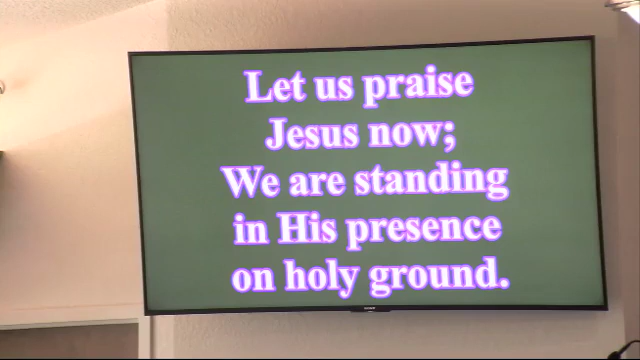 Let us praise
Jesus now;
We are standing
in His presence
on holy ground.